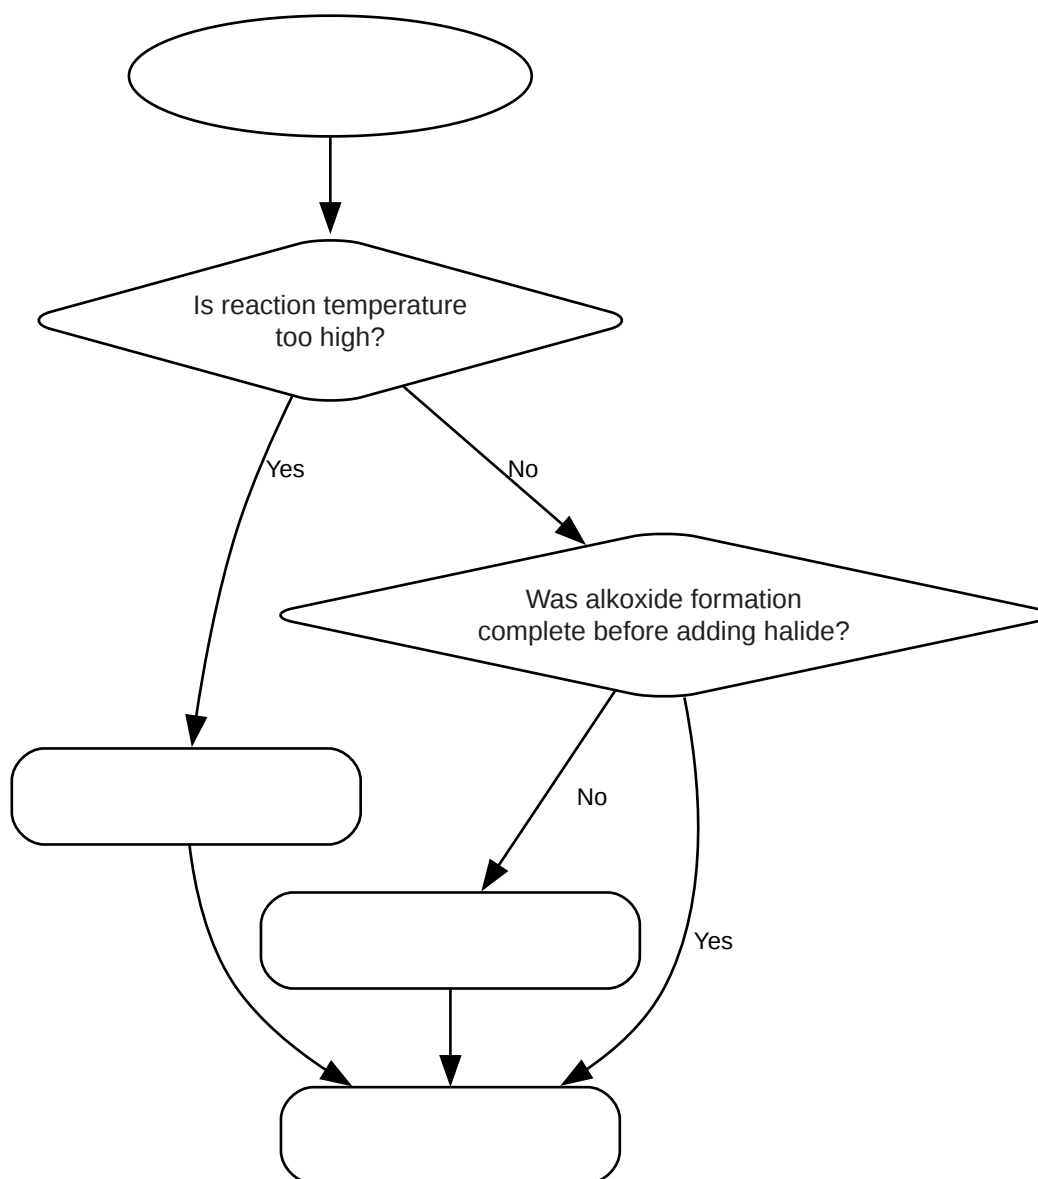 Is reaction temperature
too high?
Yes
No
Was alkoxide formation
complete before adding halide?
No
Yes